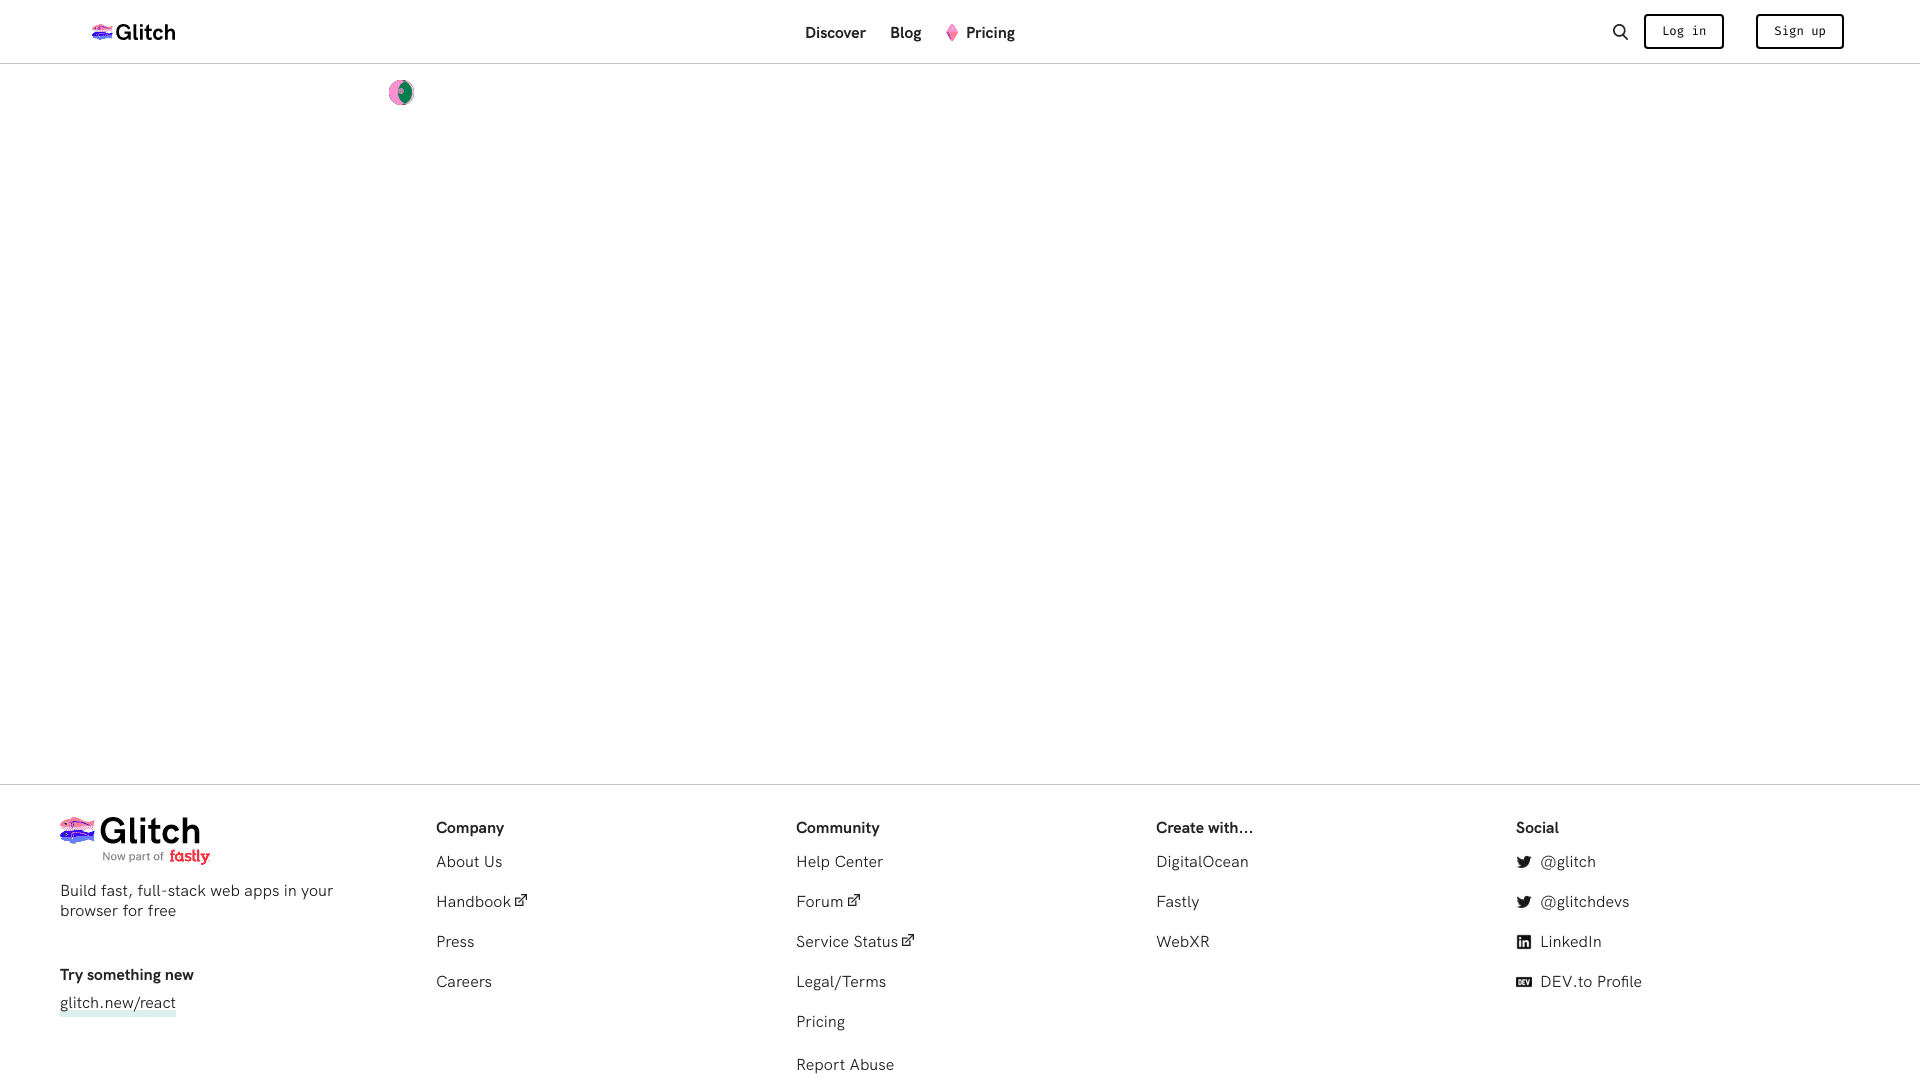 Glitch
Discover
Blog
Pricing
Log in
Sign up
Glitch
Now part of fastly
Build fast, full-stack web apps in your
browser for free
Try something new
glitch.new/react
Company
About Us
Handbook
Press
Careers
Community
Help Center
Forum
Service Status
Legal/Terms
Pricing
Report Abuse
Create with...
DigitalOcean
Fastly
WebXR
Social
@glitch
@glitchdevs
LinkedIn
DEV.to Profile